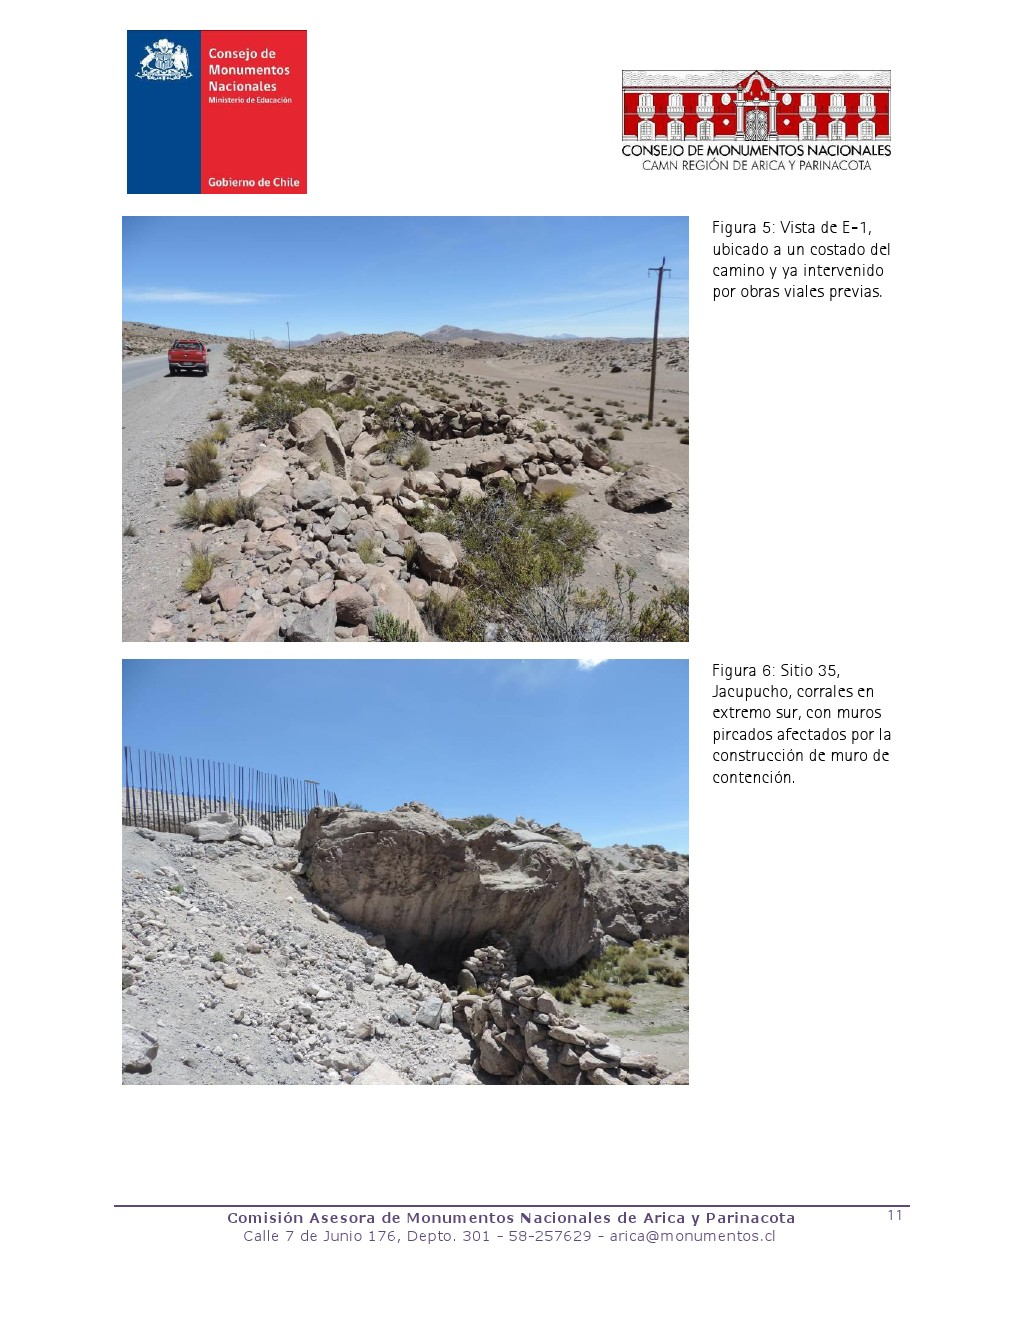 Consejo de
Monumentos
Nacionales
Ministerio de Educación
Gobierno de Chile
CONSEJO DE MONUMENTOS NACIONALES
CAMN REGIÓN DE ARICA Y PARINACOTA
Figura 5: Vista de E-1,
ubicado a un costado del
camino y ya intervenido
por obras viales previas.
Figura 6: Sitio 35,
Jacupucho, corrales en
extremo sur, con muros
pircados afectados por la
construcción de muro de
contención.
Comisión Asesora de Monumentos Nacionales de Arica y Parinacota
11
Calle 7 de Junio 176, Depto. 301 - 58-257629 - arica@monumentos.cl